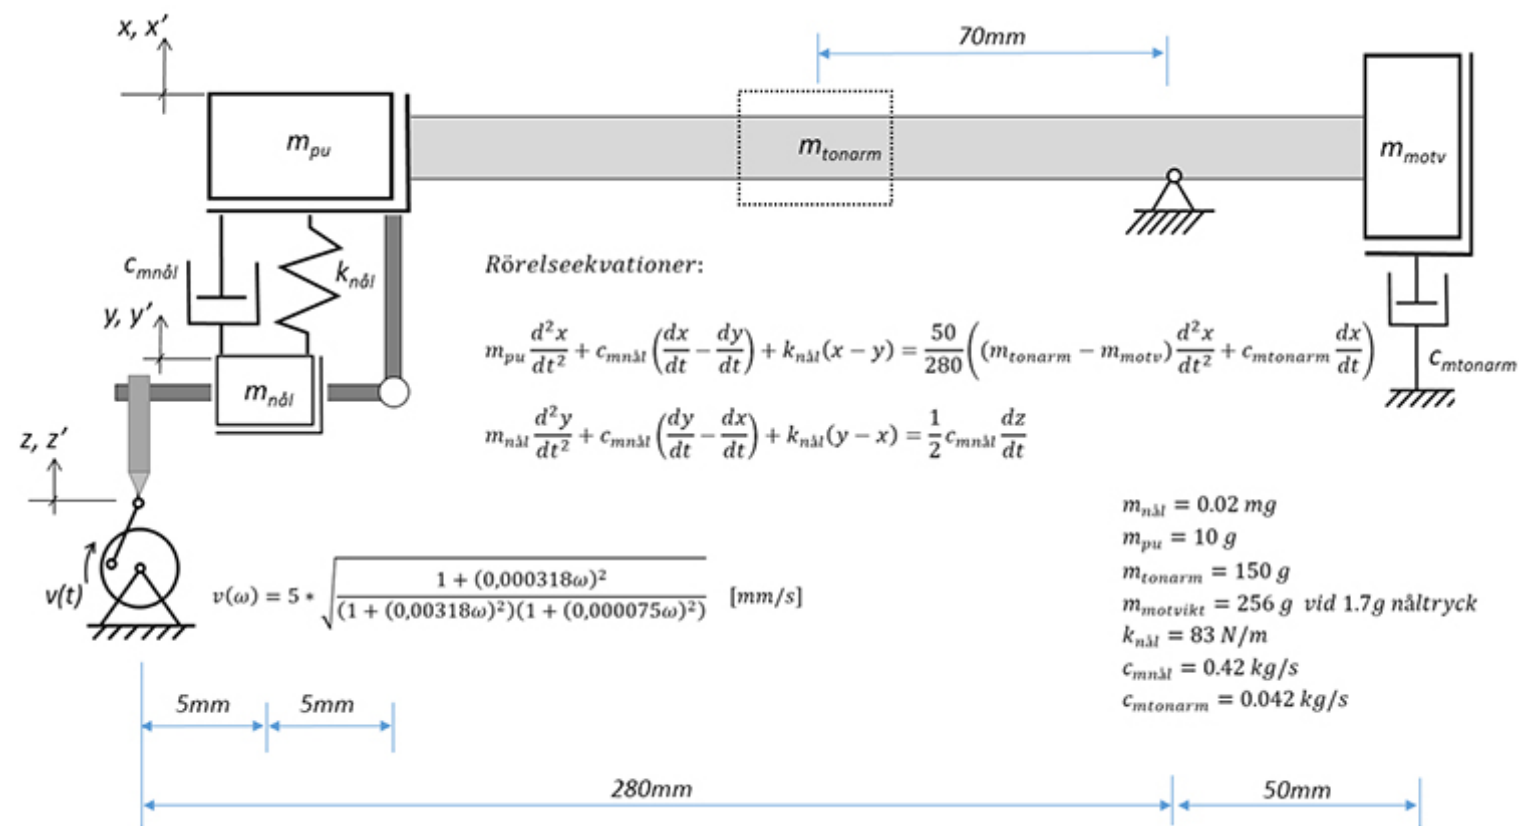 x, x'
70mm
m_pu
m_tonarm
m_motv
c_mnål
k_nål
y, y'
m_nål
z, z'
v(t)
c_mtonarm
Rörelseekvationer:
m_pu d²x/dt² + c_mnål (dx/dt − dy/dt) + k_nål(x − y) = 50/280 ((m_tonarm − m_motv) d²x/dt² + c_mtonarm dx/dt)
m_nål d²y/dt² + c_mnål (dy/dt − dx/dt) + k_nål(y − x) = 1/2 c_mnål dz/dt
v(ω) = 5 * √((1 + (0,000318ω)²)/((1 + (0,00318ω)²)(1 + (0,000075ω)²))) [mm/s]
m_nål = 0.02 mg
m_pu = 10 g
m_tonarm = 150 g
m_motvikt = 256 g vid 1.7g nåltryck
k_nål = 83 N/m
c_mnål = 0.42 kg/s
c_mtonarm = 0.042 kg/s
5mm 5mm
280mm 50mm